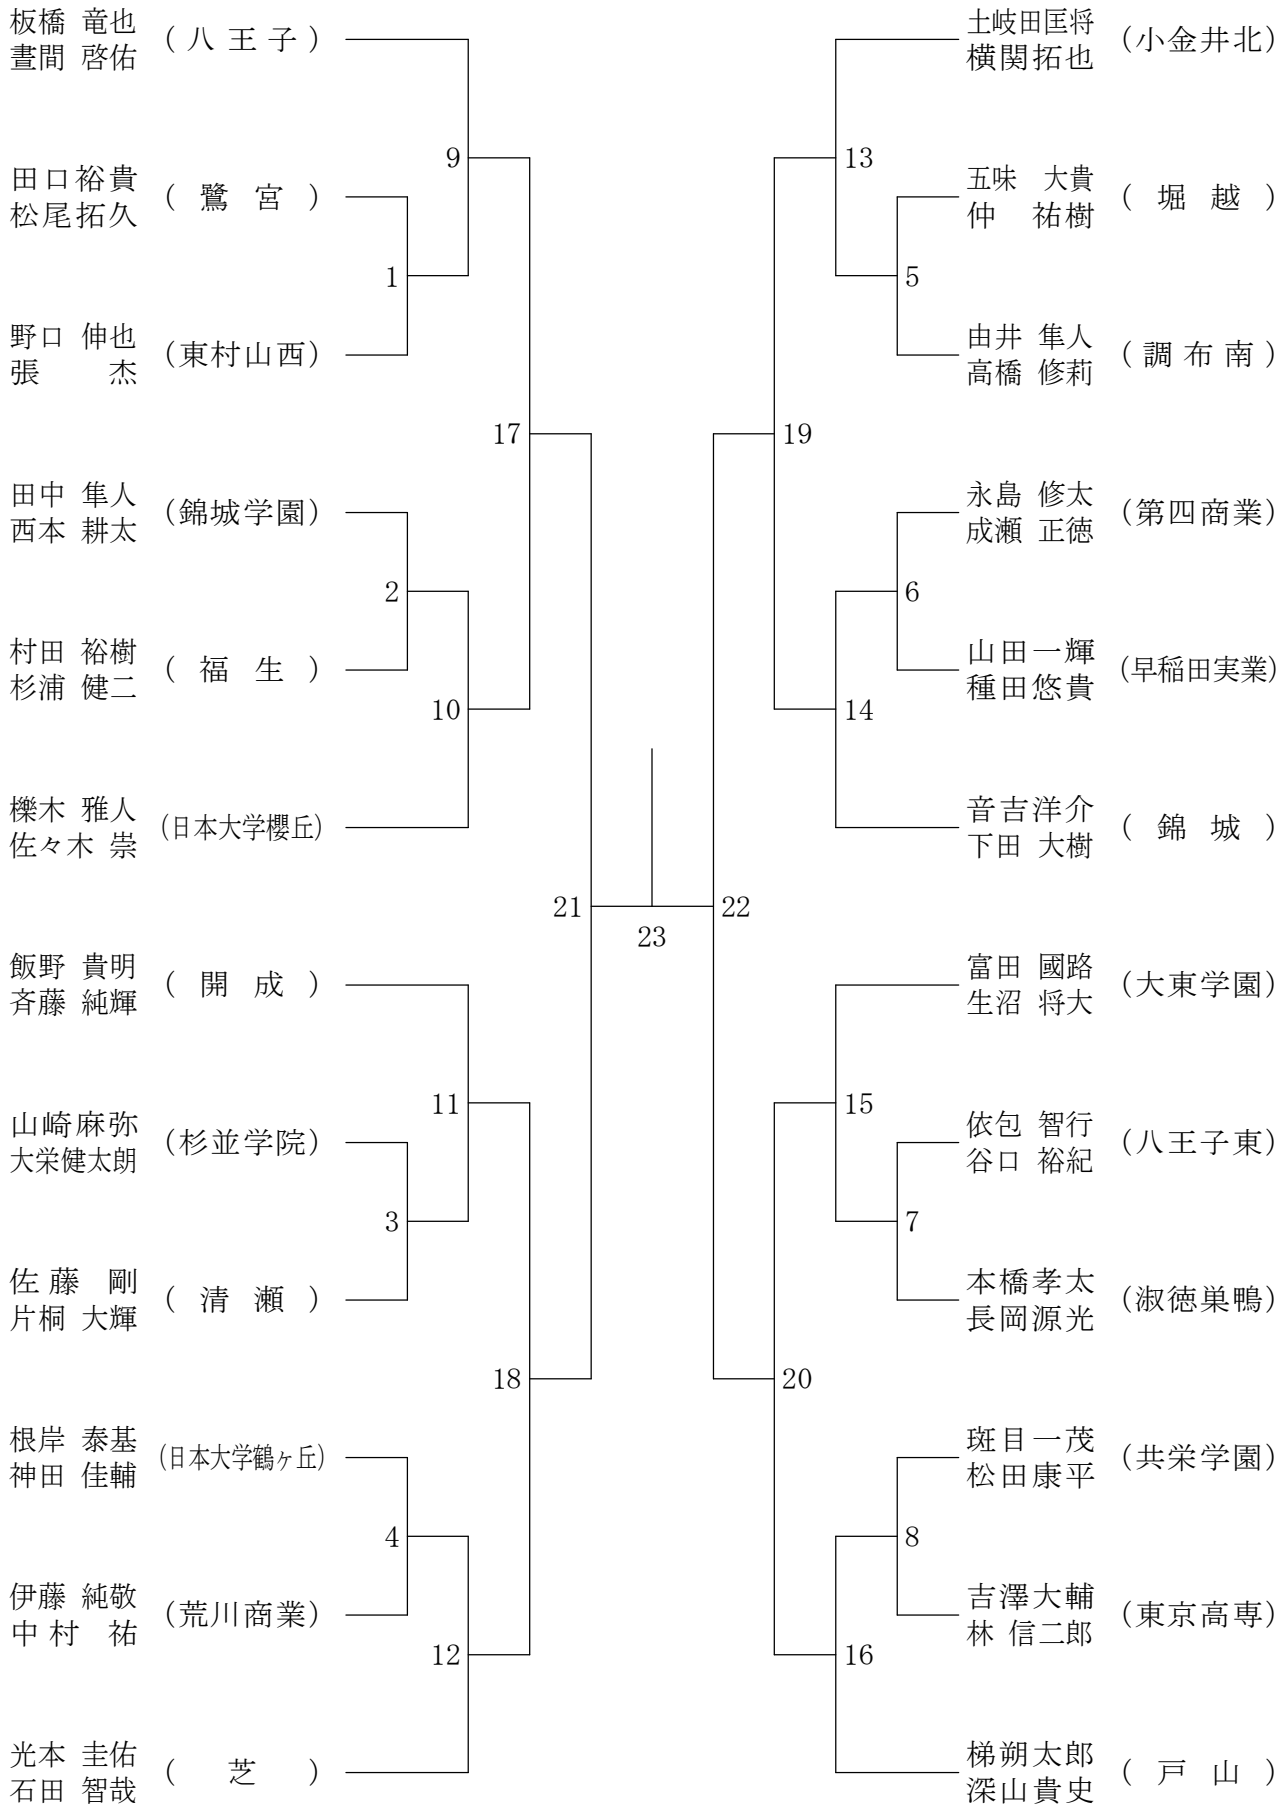 板橋 竜也
晝間 啓佑
(八王子)
田口裕貴
松尾拓久
(鷺宮)
野口 伸也
張 杰
(東村山西)
田中 隼人
西本 耕太
(錦城学園)
村田 裕樹
杉浦 健二
(福生)
櫟木 雅人
佐々木 崇
(日本大学櫻丘)
飯野 貴明
斉藤 純輝
(開成)
山崎麻弥
大栄健太朗
(杉並学院)
佐藤 剛
片桐 大輝
(清瀬)
根岸 泰基
神田 佳輔
(日本大学鶴ヶ丘)
伊藤 純敬
中村 祐
(荒川商業)
光本 圭佑
石田 智哉
(芝)
9
1
17
2
10
21
11
3
18
4
12
23
13
5
19
6
14
22
15
7
20
8
16
土岐田匡将
横関拓也
(小金井北)
五味 大貴
仲 祐樹
(堀越)
由井 隼人
高橋 修莉
(調布南)
永島 修太
成瀬 正徳
(第四商業)
山田一輝
種田悠貴
(早稲田実業)
音吉洋介
下田 大樹
(錦城)
富田 國路
生沼 将大
(大東学園)
依包 智行
谷口 裕紀
(八王子東)
本橋孝太
長岡源光
(淑徳巣鴨)
斑目一茂
松田康平
(共栄学園)
吉澤大輔
林 信二郎
(東京高専)
梯朔太郎
深山貴史
(戸山)